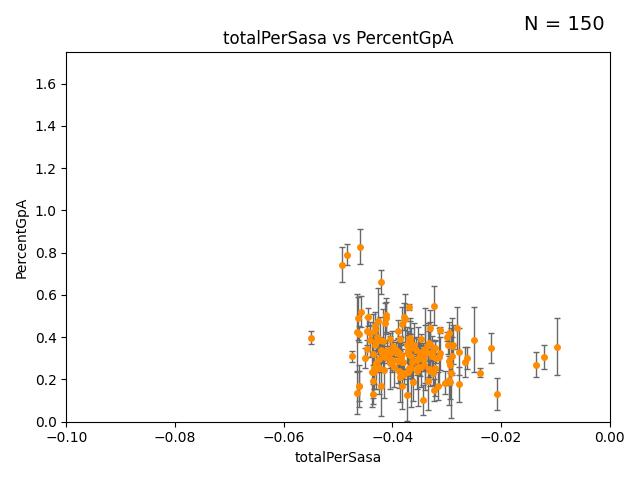 N = 150
totalPerSasa vs PercentGpA
PercentGpA
1.6
1.4
1.2
1.0
0.8
0.6
0.4
0.2
0.0
−0.10 −0.08 −0.06 −0.04 −0.02 0.00
totalPerSasa